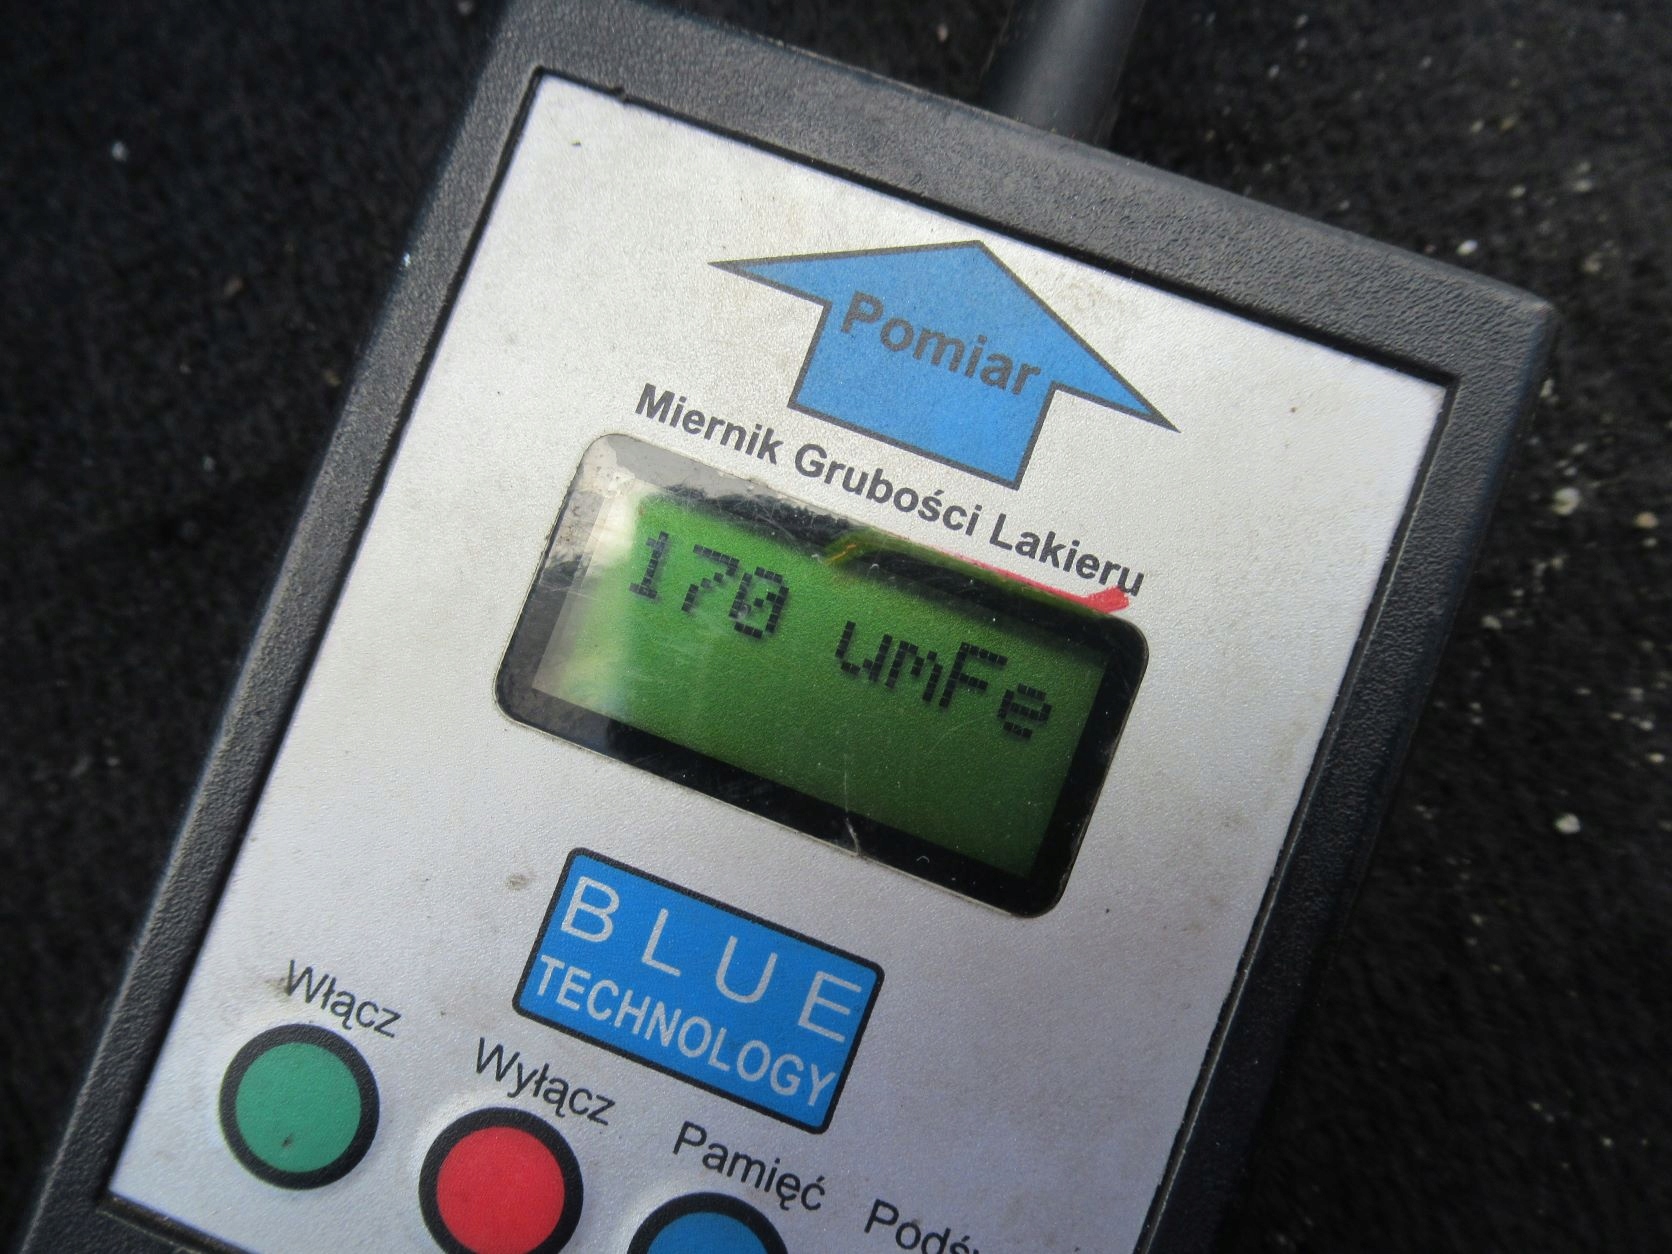 Pomiar
Miernik Grubości Lakieru
170 umFe
BLUE
TECHNOLOGY
Włącz
Wyłącz
Pamięć